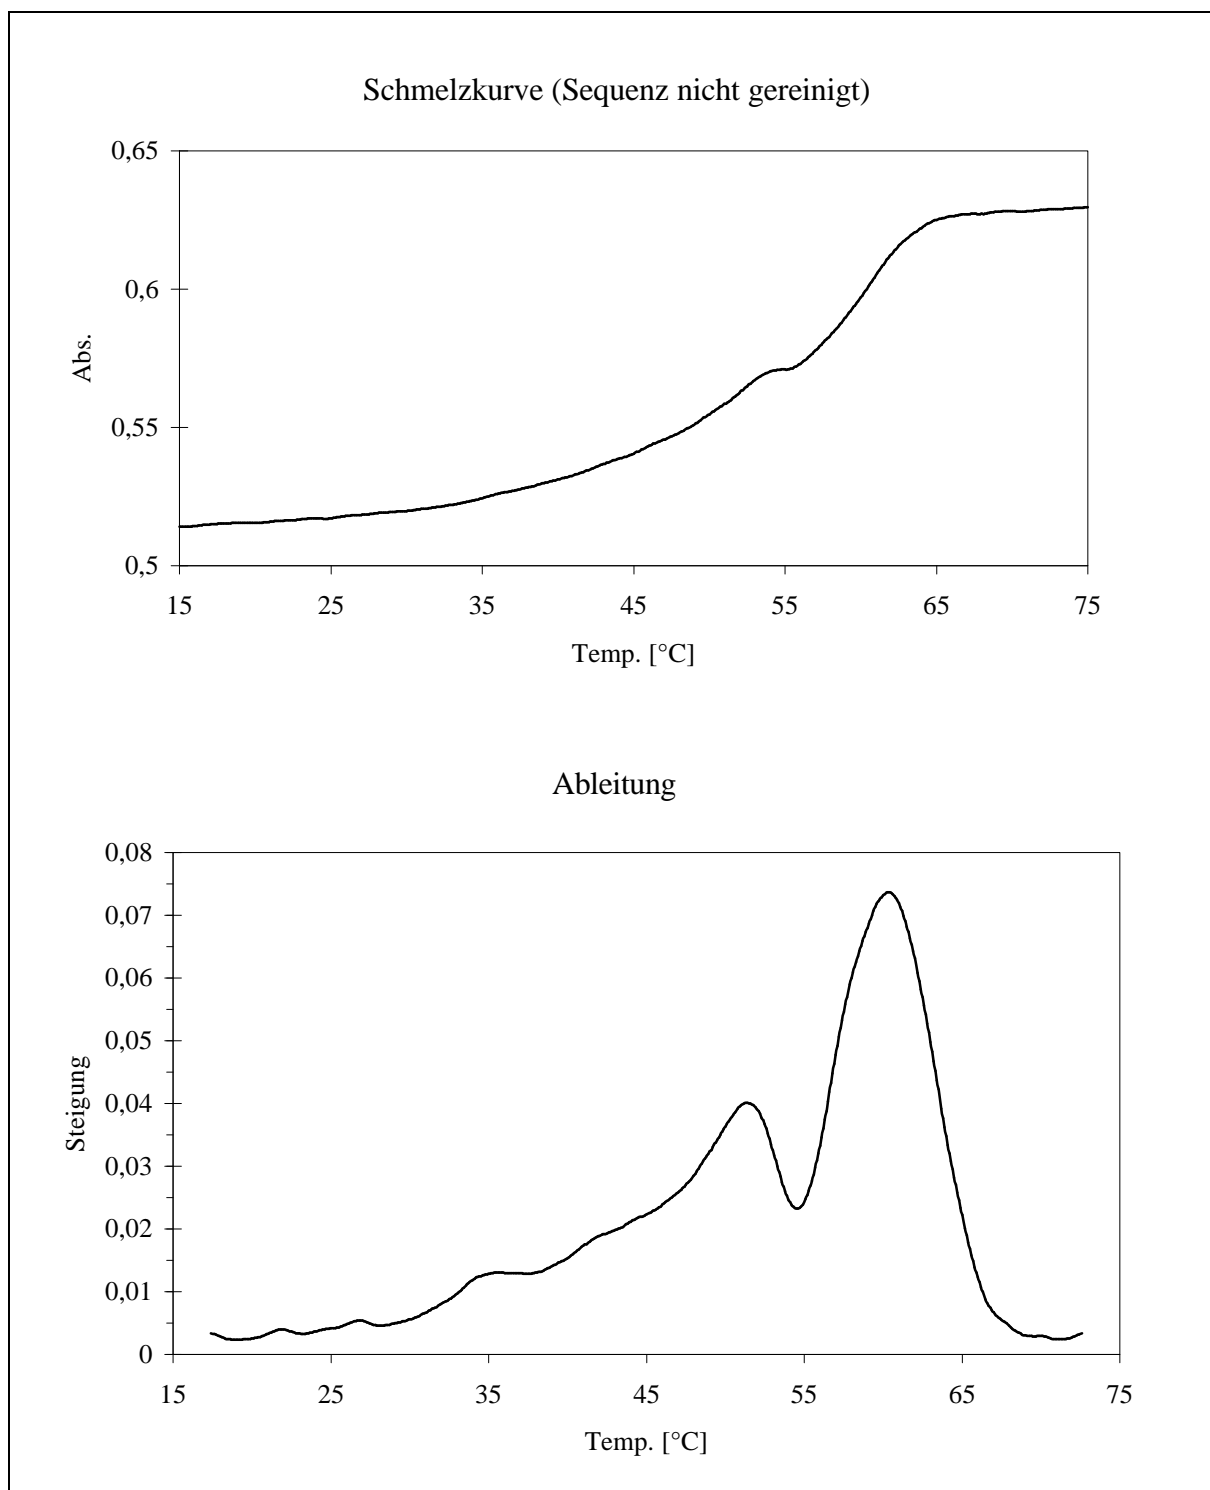 Schmelzkurve (Sequenz nicht gereinigt)
0,65
0,6
0,55
0,5
Abs.
15 25 35 45 55 65 75
Temp. [°C]
Ableitung
0,08
0,07
0,06
0,05
0,04
0,03
0,02
0,01
0
Steigung
15 25 35 45 55 65 75
Temp. [°C]